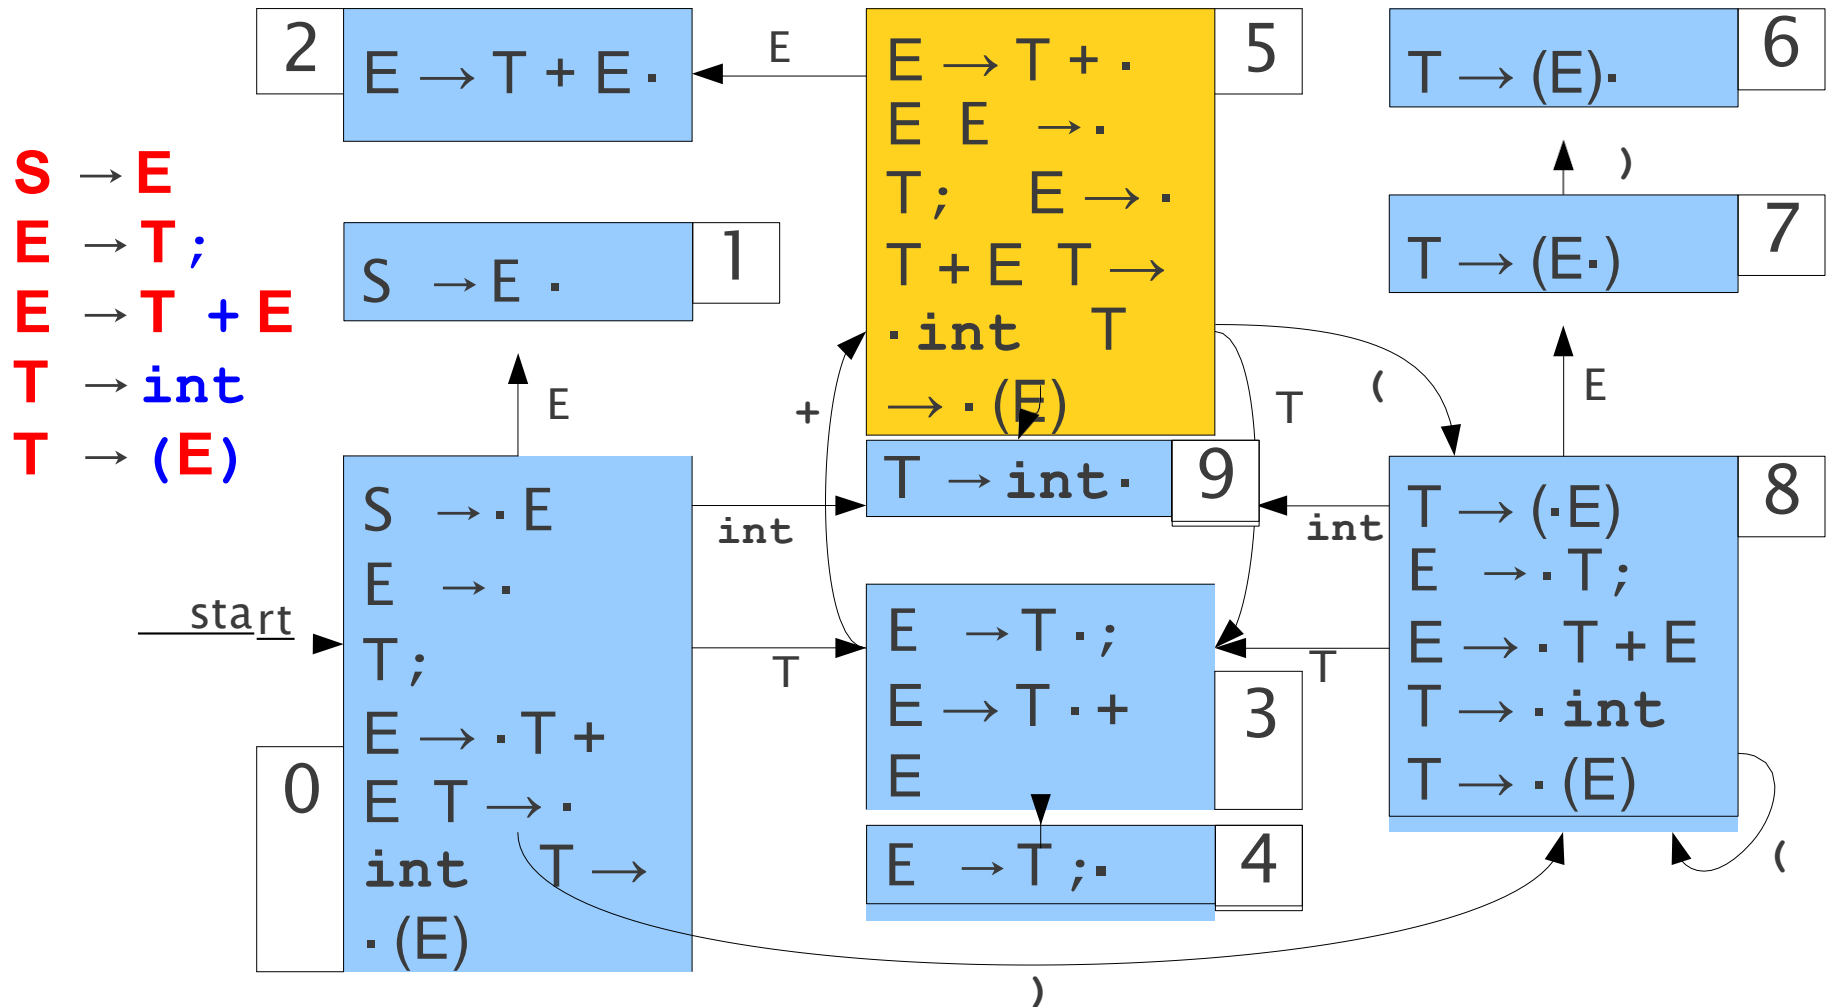 S → E
E → T ;
E → T + E
T → int
T → (E)
2
E → T + E ·
E
5
E → T + ·
E E → ·
T ; E → ·
T + E T →
· int T
→ · (E)
6
T → (E)·
)
7
T → (E·)
E
1
S → E ·
E
+
T
(
9
T → int ·
int
int
8
T → (·E)
E → · T ;
E → · T + E
T → · int
T → · (E)
(
start
0
S → · E
E → ·
T ;
E → · T +
E T → ·
int T →
· (E)
T
T
3
E → T · ;
E → T · +
E
4
E → T ; ·
)